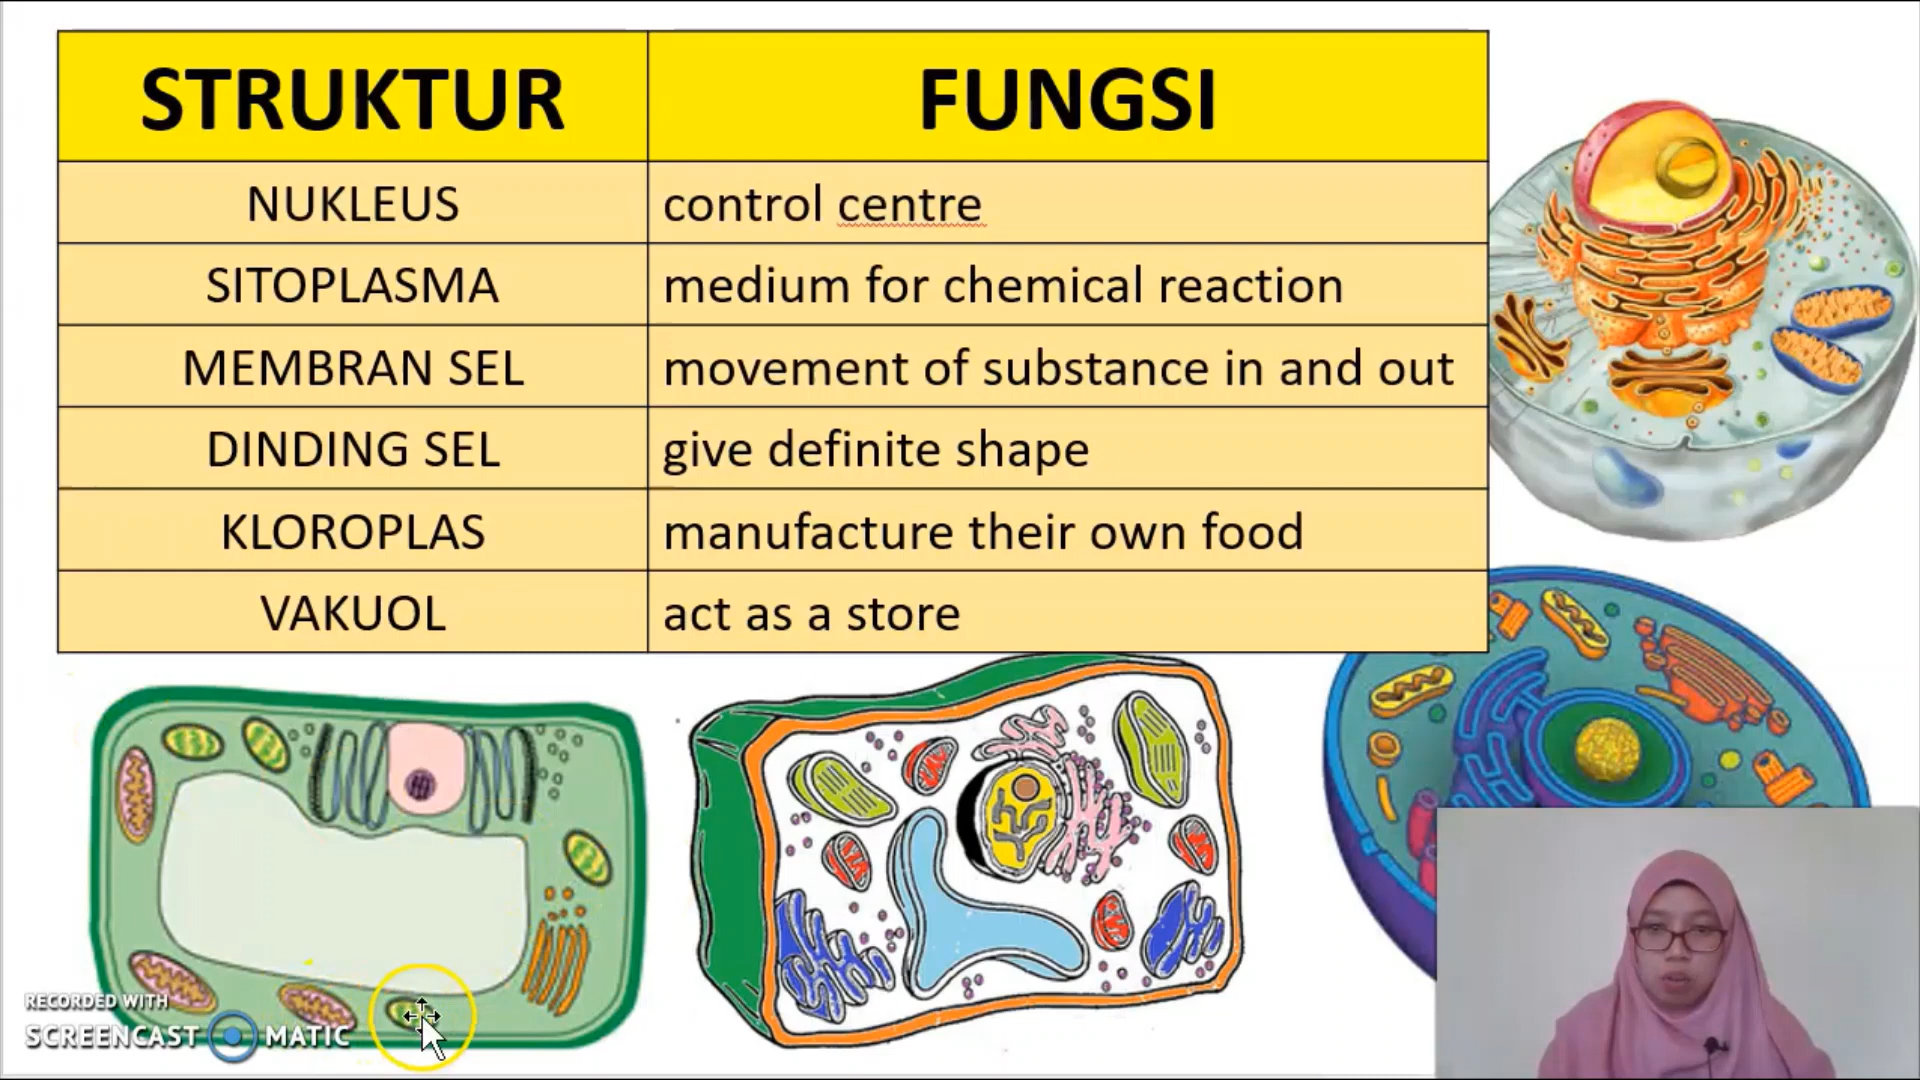 STRUKTUR FUNGSI
NUKLEUS control centre
SITOPLASMA medium for chemical reaction
MEMBRAN SEL movement of substance in and out
DINDING SEL give definite shape
KLOROPLAS manufacture their own food
VAKUOL act as a store
RECORDED WITH
SCREENCAST MATIC